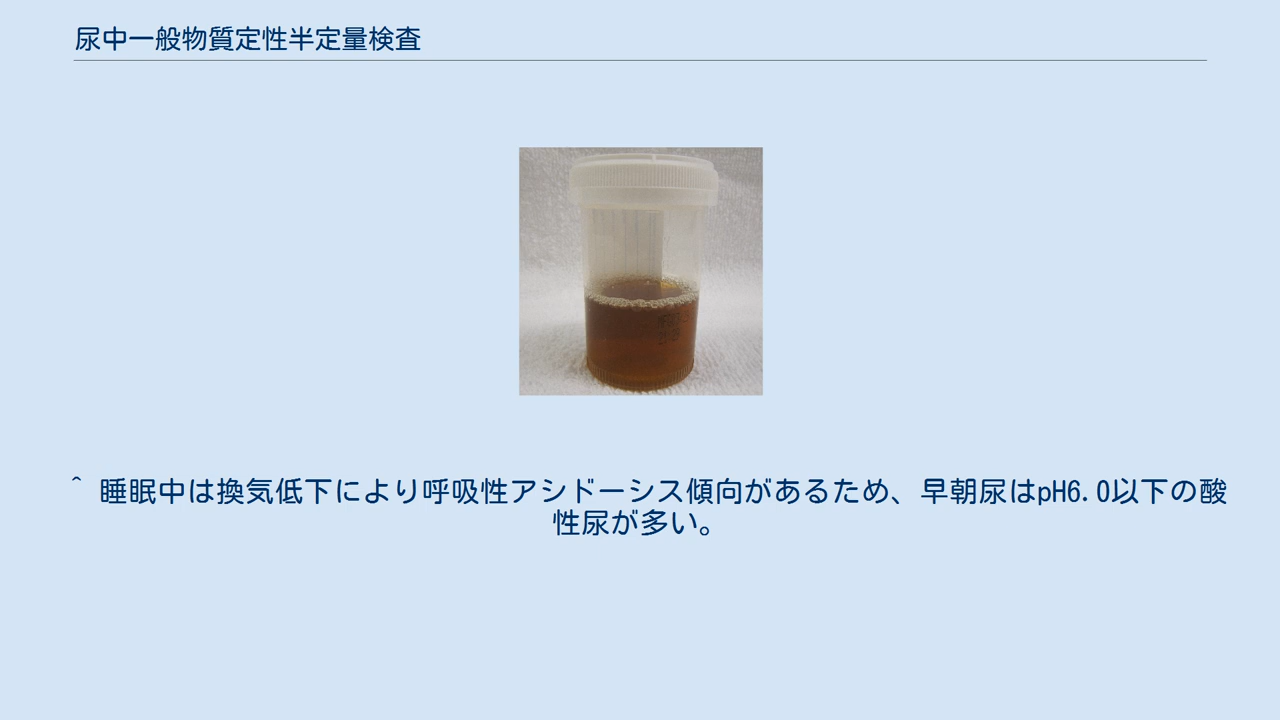 尿中一般物質定性半定量検査
^ 睡眠中は換気低下により呼吸性アシドーシス傾向があるため、早朝尿はpH6.0以下の酸
性尿が多い。